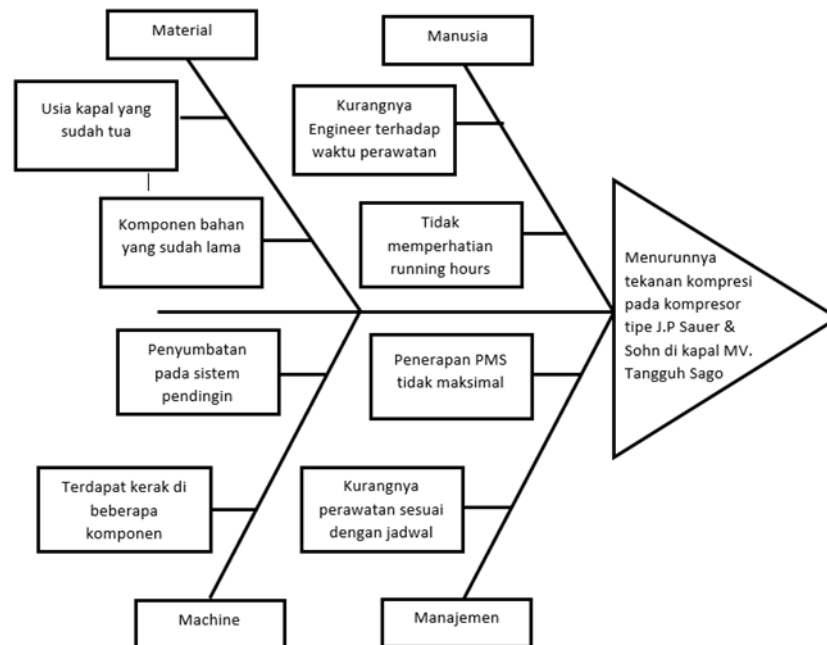 Material
Manusia
Usia kapal yang
sudah tua
Kurangnya
Engineer terhadap
waktu perawatan
Komponen bahan
yang sudah lama
Tidak
memperhatian
running hours
Menurunnya
tekanan kompresi
pada kompresor
tipe J.P Sauer &
Sohn di kapal MV.
Tangguh Sago
Penyumbatan
pada sistem
pendingin
Penerapan PMS
tidak maksimal
Terdapat kerak di
beberapa
komponen
Kurangnya
perawatan sesuai
dengan jadwal
Machine
Manajemen